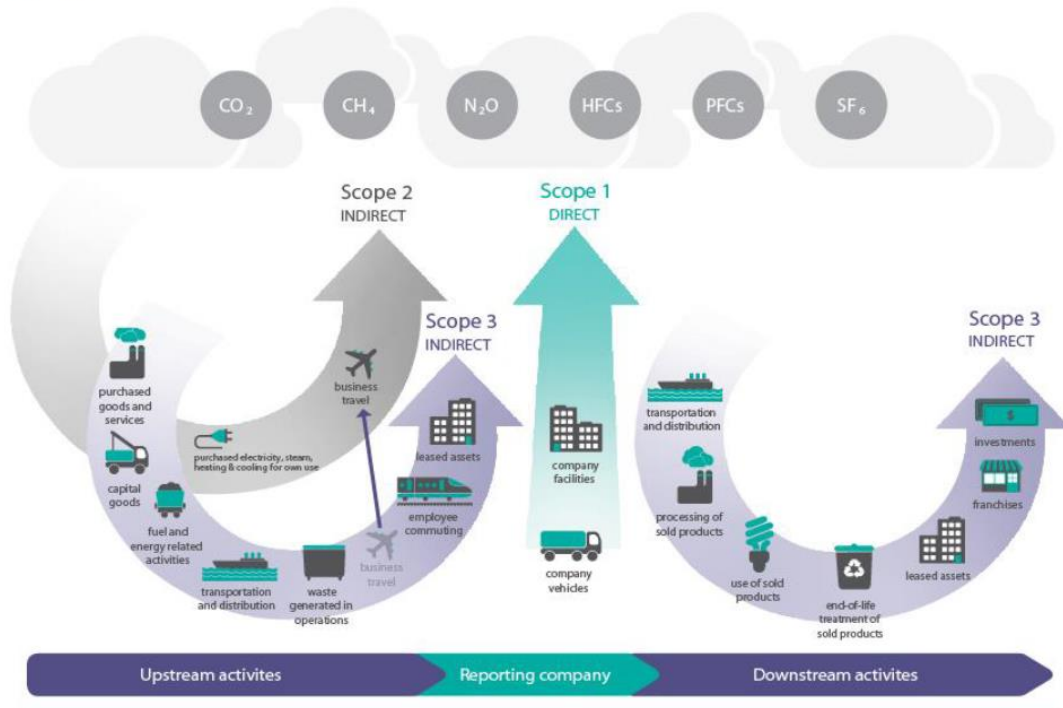 CO₂
CH₄
N₂O
HFCs
PFCs
SF₆
Scope 2
INDIRECT
Scope 1
DIRECT
Scope 3
INDIRECT
Scope 3
INDIRECT
purchased
goods and
services
capital
goods
fuel and
energy related
activities
purchased electricity, steam,
heating & cooling for own use
transportation
and distribution
waste
generated in
operations
business
travel
business
travel
employee
commuting
leased assets
company
facilities
company
vehicles
transportation
and distribution
processing of
sold products
use of sold
products
end-of-life
treatment of
sold products
leased assets
franchises
investments
$
Upstream activites
Reporting company
Downstream activites